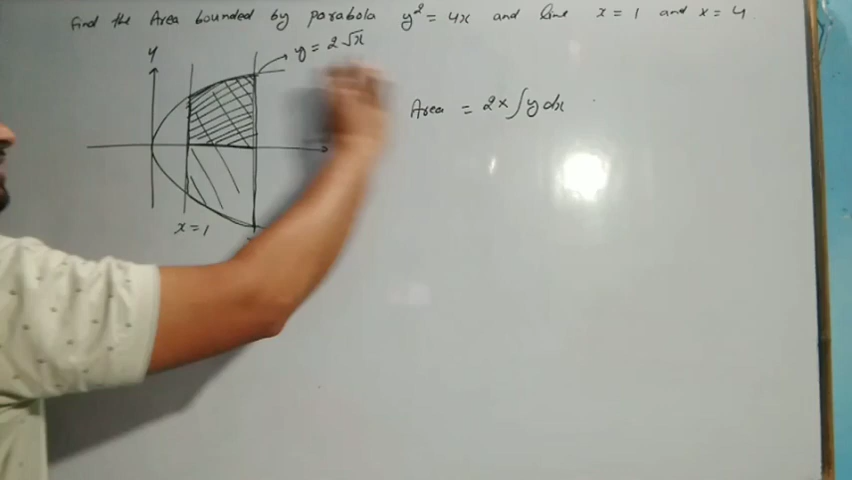 Find the Area bounded by parabola y² = 4x and line x = 1 and x = 4.
y
y = 2√x
Area = 2 × ∫ y dx
x = 1